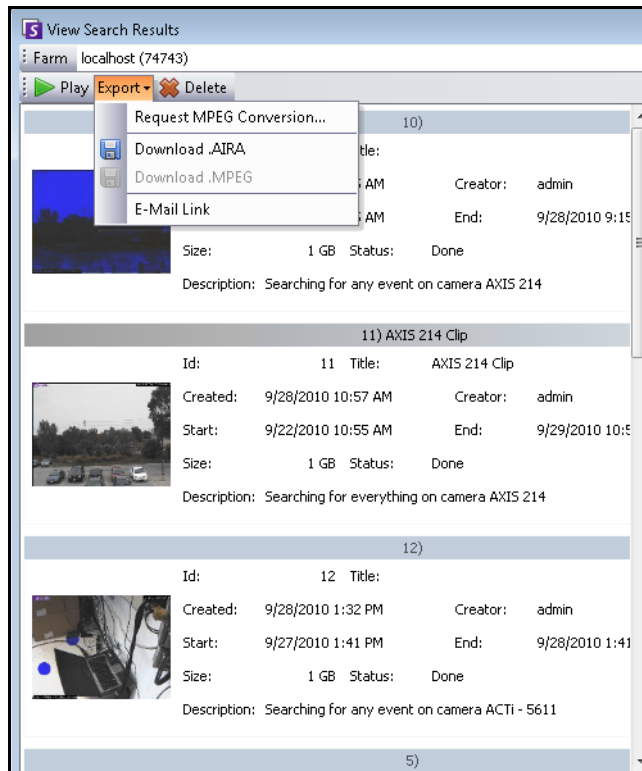 View Search Results
Farm localhost (74743)
Play Export Delete
Request MPEG Conversion...
Download .AIRA
Download .MPEG
E-Mail Link
10)
AM Creator: admin
AM End: 9/28/2010 9:15
Size: 1 GB Status: Done
Description: Searching for any event on camera AXIS 214
11) AXIS 214 Clip
Id: 11 Title: AXIS 214 Clip
Created: 9/28/2010 10:57 AM Creator: admin
Start: 9/22/2010 10:55 AM End: 9/29/2010 10:5
Size: 1 GB Status: Done
Description: Searching for everything on camera AXIS 214
12)
Id: 12 Title:
Created: 9/28/2010 1:32 PM Creator: admin
Start: 9/27/2010 1:41 PM End: 9/28/2010 1:41
Size: 1 GB Status: Done
Description: Searching for any event on camera ACTi - 5611
5)